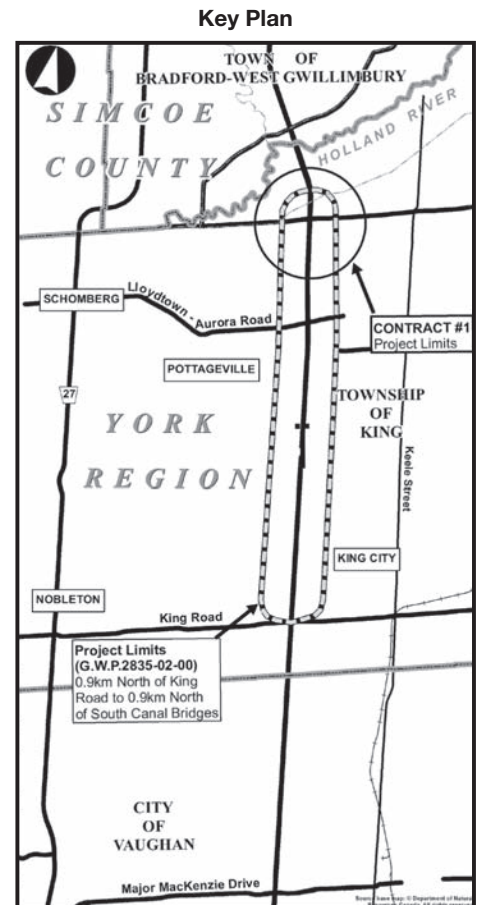 Key Plan
TOWN OF
BRADFORD-WEST GWILLIMBURY
SIMCOE
COUNTY
HOLLAND RIVER
SCHOMBERG
Lloydtown - Aurora Road
CONTRACT #1
Project Limits
POTTAGEVILLE
27
TOWNSHIP
OF
KING
YORK
REGION
Keele Street
KING CITY
NOBLETON
King Road
Project Limits
(G.W.P.2835-02-00)
0.9km North of King
Road to 0.9km North
of South Canal Bridges
CITY
OF
VAUGHAN
Major MacKenzie Drive